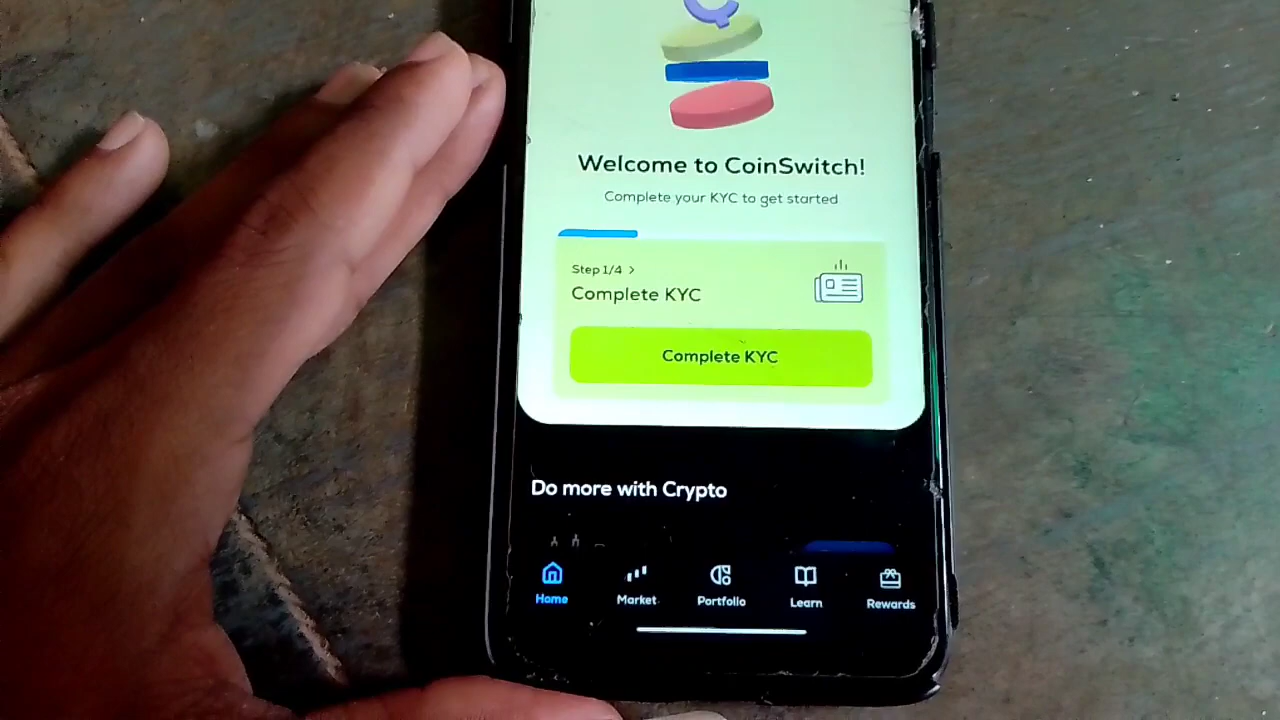 Welcome to CoinSwitch!
Complete your KYC to get started
Step 1/4 >
Complete KYC
Complete KYC
Do more with Crypto
Home Market Portfolio Learn Rewards